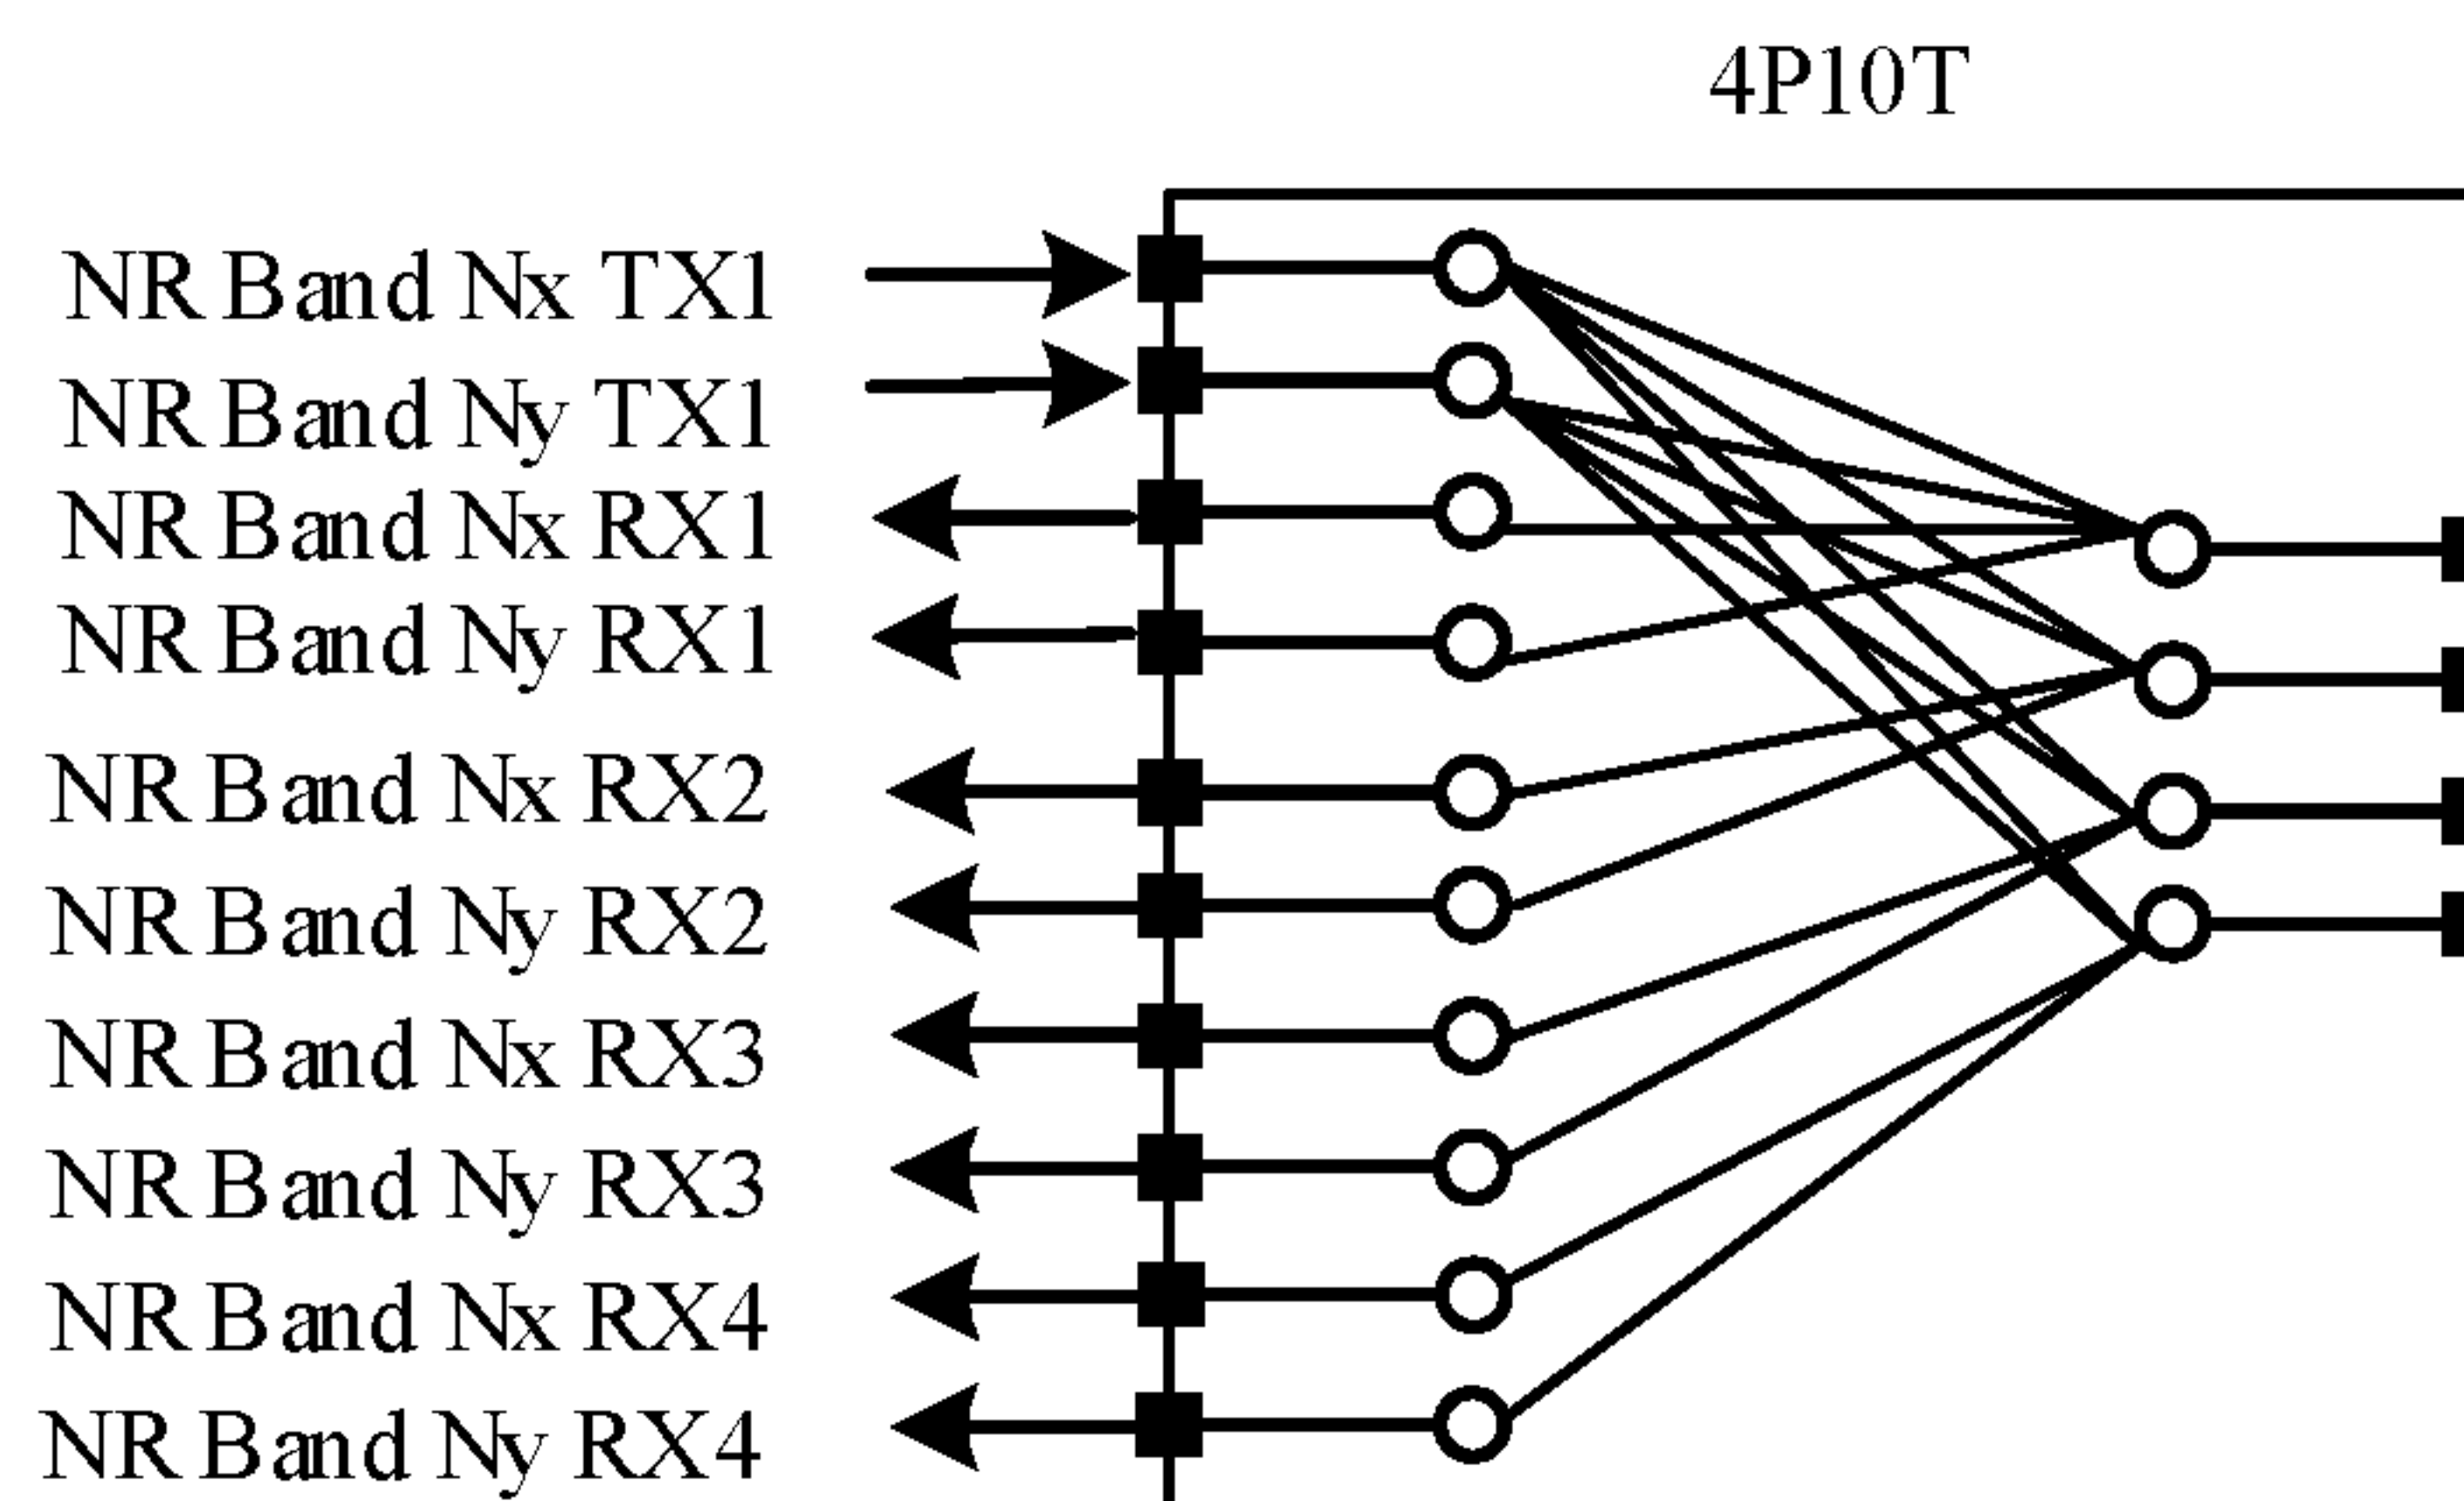 4P10T
NR Band Nx TX1
NR Band Ny TX1
NR Band Nx RX1
NR Band Ny RX1
NR Band Nx RX2
NR Band Ny RX2
NR Band Nx RX3
NR Band Ny RX3
NR Band Nx RX4
NR Band Ny RX4